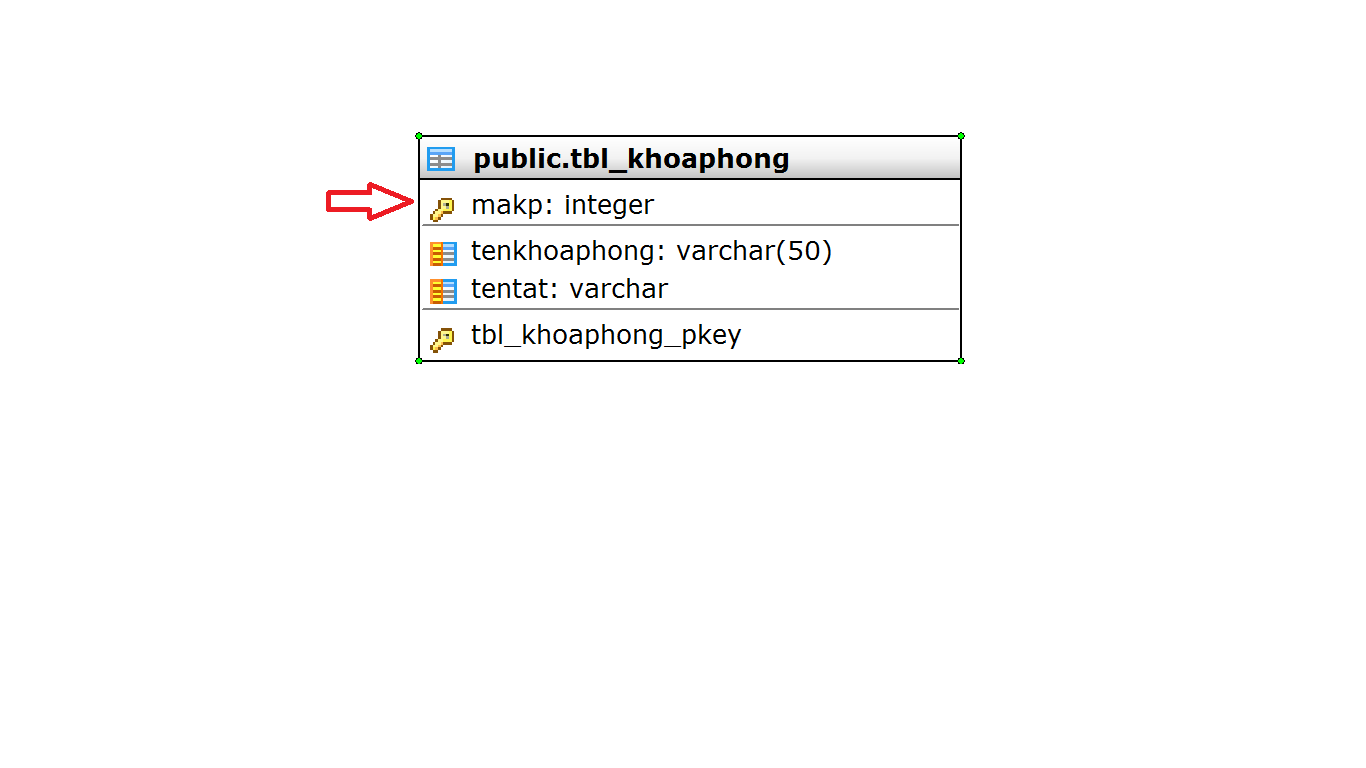 public.tbl_khoaphong
makp: integer
tenkhoaphong: varchar(50)
tentat: varchar
tbl_khoaphong_pkey